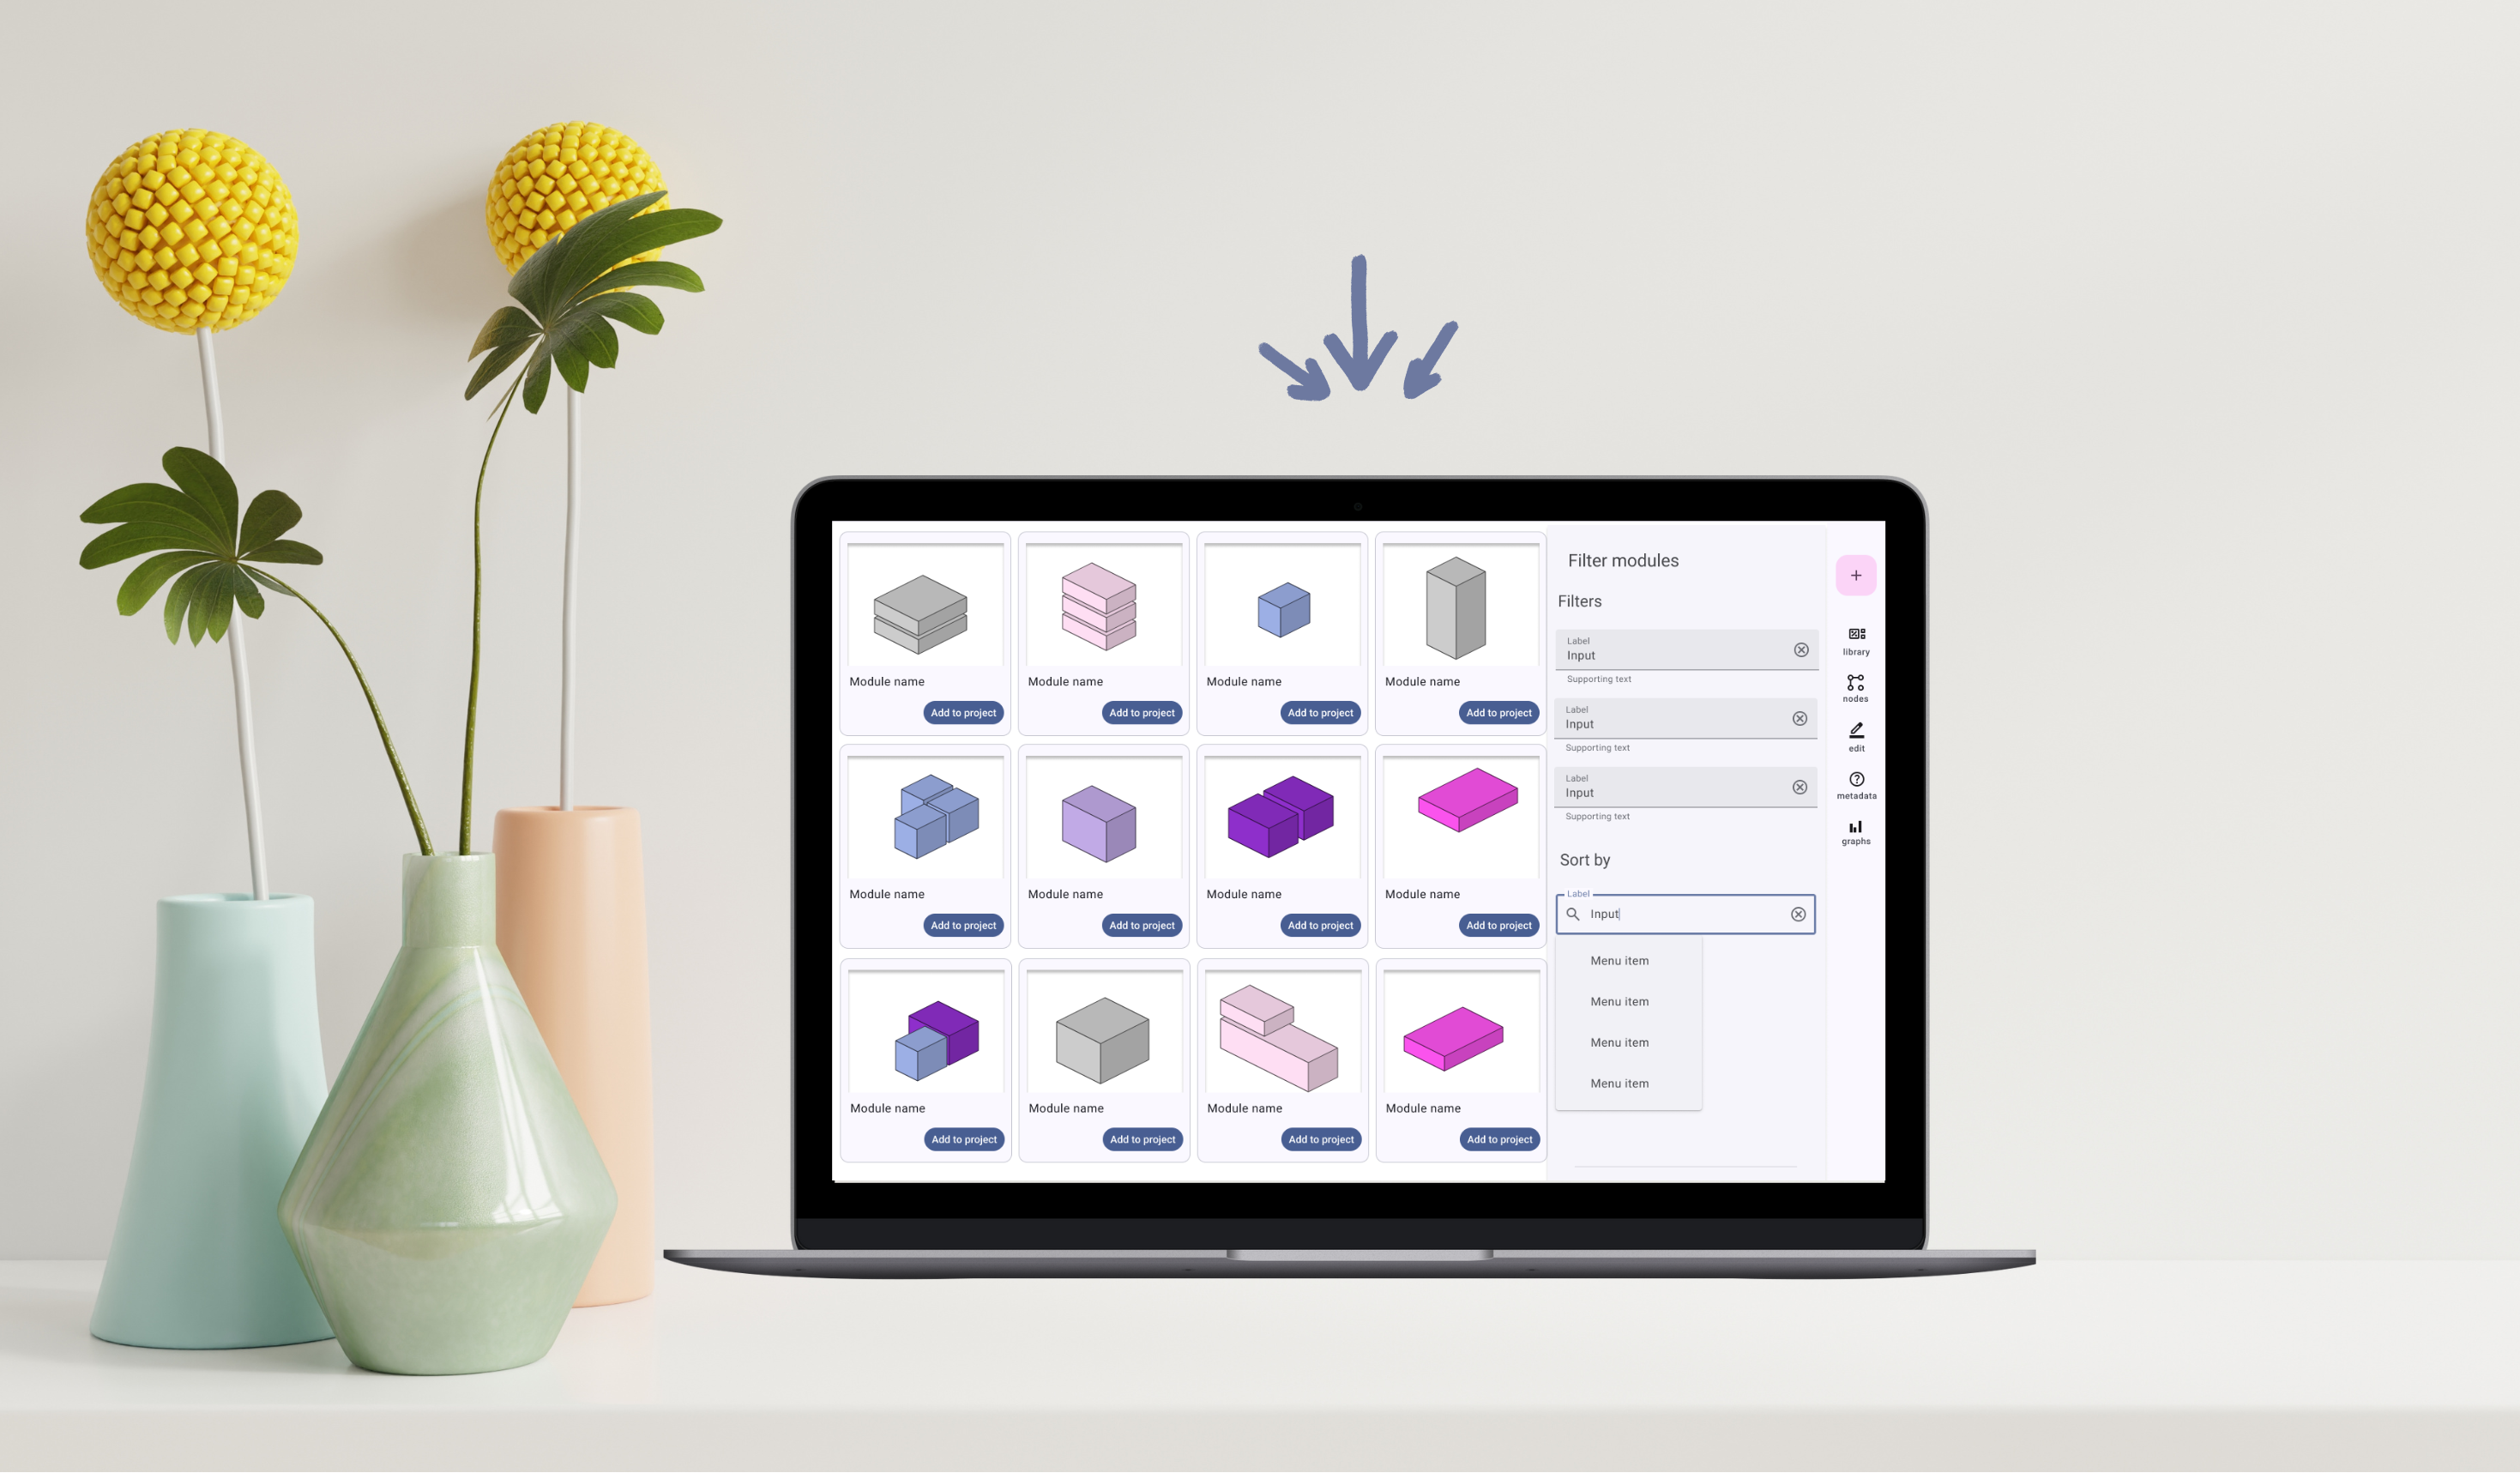 Module name
Add to project
Module name
Add to project
Module name
Add to project
Module name
Add to project
Module name
Add to project
Module name
Add to project
Module name
Add to project
Module name
Add to project
Module name
Add to project
Module name
Add to project
Module name
Add to project
Module name
Add to project
Filter modules
Filters
Label
Input
Supporting text
Label
Input
Supporting text
Label
Input
Supporting text
Sort by
Label
Input
Menu item
Menu item
Menu item
Menu item
+
library
nodes
edit
metadata
graphs